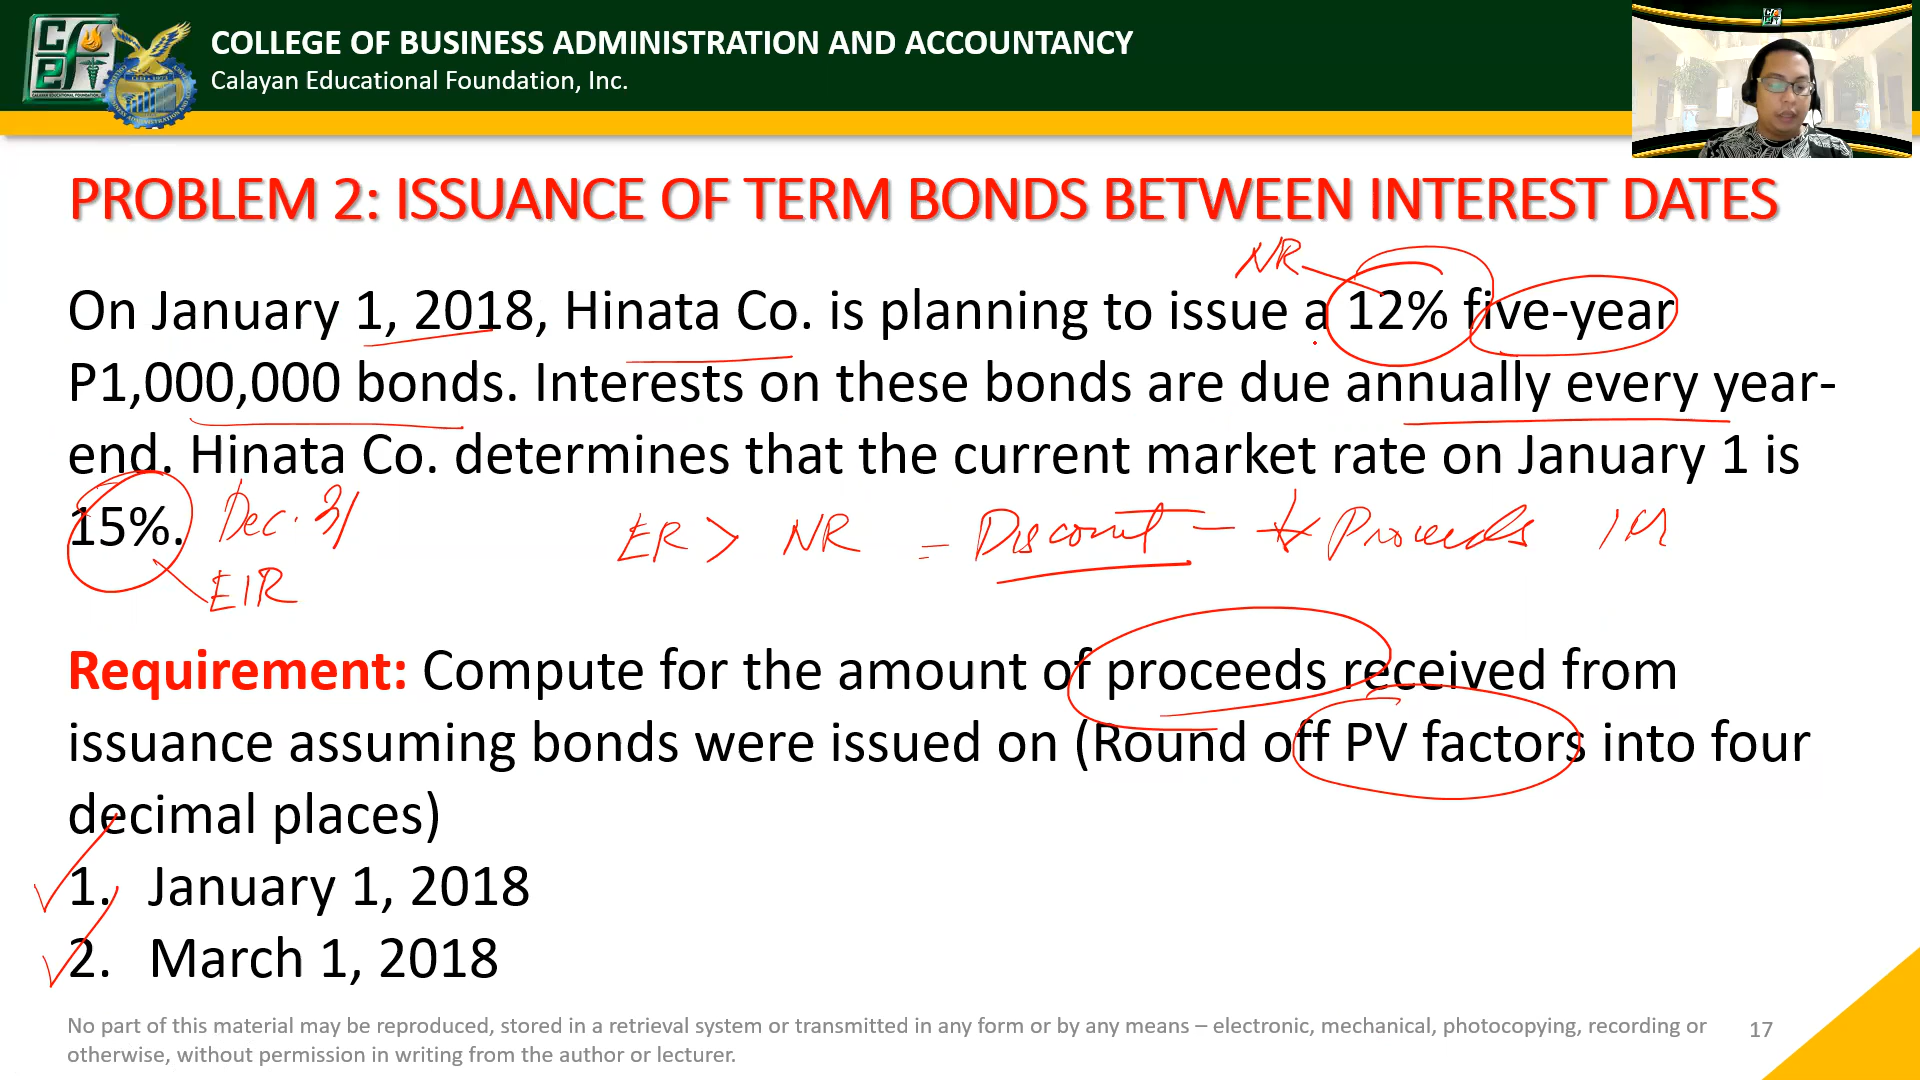 COLLEGE OF BUSINESS ADMINISTRATION AND ACCOUNTANCY
Calayan Educational Foundation, Inc.
PROBLEM 2: ISSUANCE OF TERM BONDS BETWEEN INTEREST DATES
NR
On January 1, 2018, Hinata Co. is planning to issue a 12% five-year
P1,000,000 bonds. Interests on these bonds are due annually every year-
end. Hinata Co. determines that the current market rate on January 1 is
15%. Dec. 31 ER > NR = Discount - Proceeds 1M
EIR
Requirement: Compute for the amount of proceeds received from
issuance assuming bonds were issued on (Round off PV factors into four
decimal places)
1. January 1, 2018
2. March 1, 2018
No part of this material may be reproduced, stored in a retrieval system or transmitted in any form or by any means – electronic, mechanical, photocopying, recording or 17
otherwise, without permission in writing from the author or lecturer.